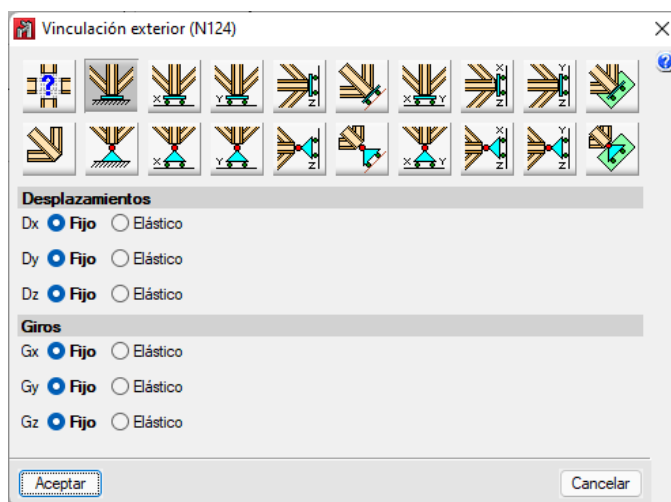 Vinculación exterior (N124)
?
X Y Z X Y X Z Y Z
X Y Z X Y X Z Y Z
Desplazamientos
Dx Fijo Elástico
Dy Fijo Elástico
Dz Fijo Elástico
Giros
Gx Fijo Elástico
Gy Fijo Elástico
Gz Fijo Elástico
Aceptar Cancelar